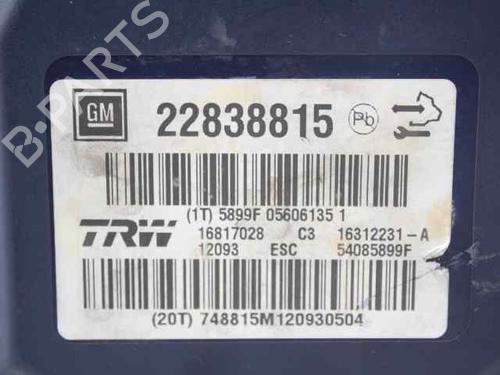 GM 22838815 Pb
(1T) 5899F 05606135 1
TRW 16817028 C3 16312231-A
12093 ESC 54085899F
(20T) 748815M120930504
B-PARTS